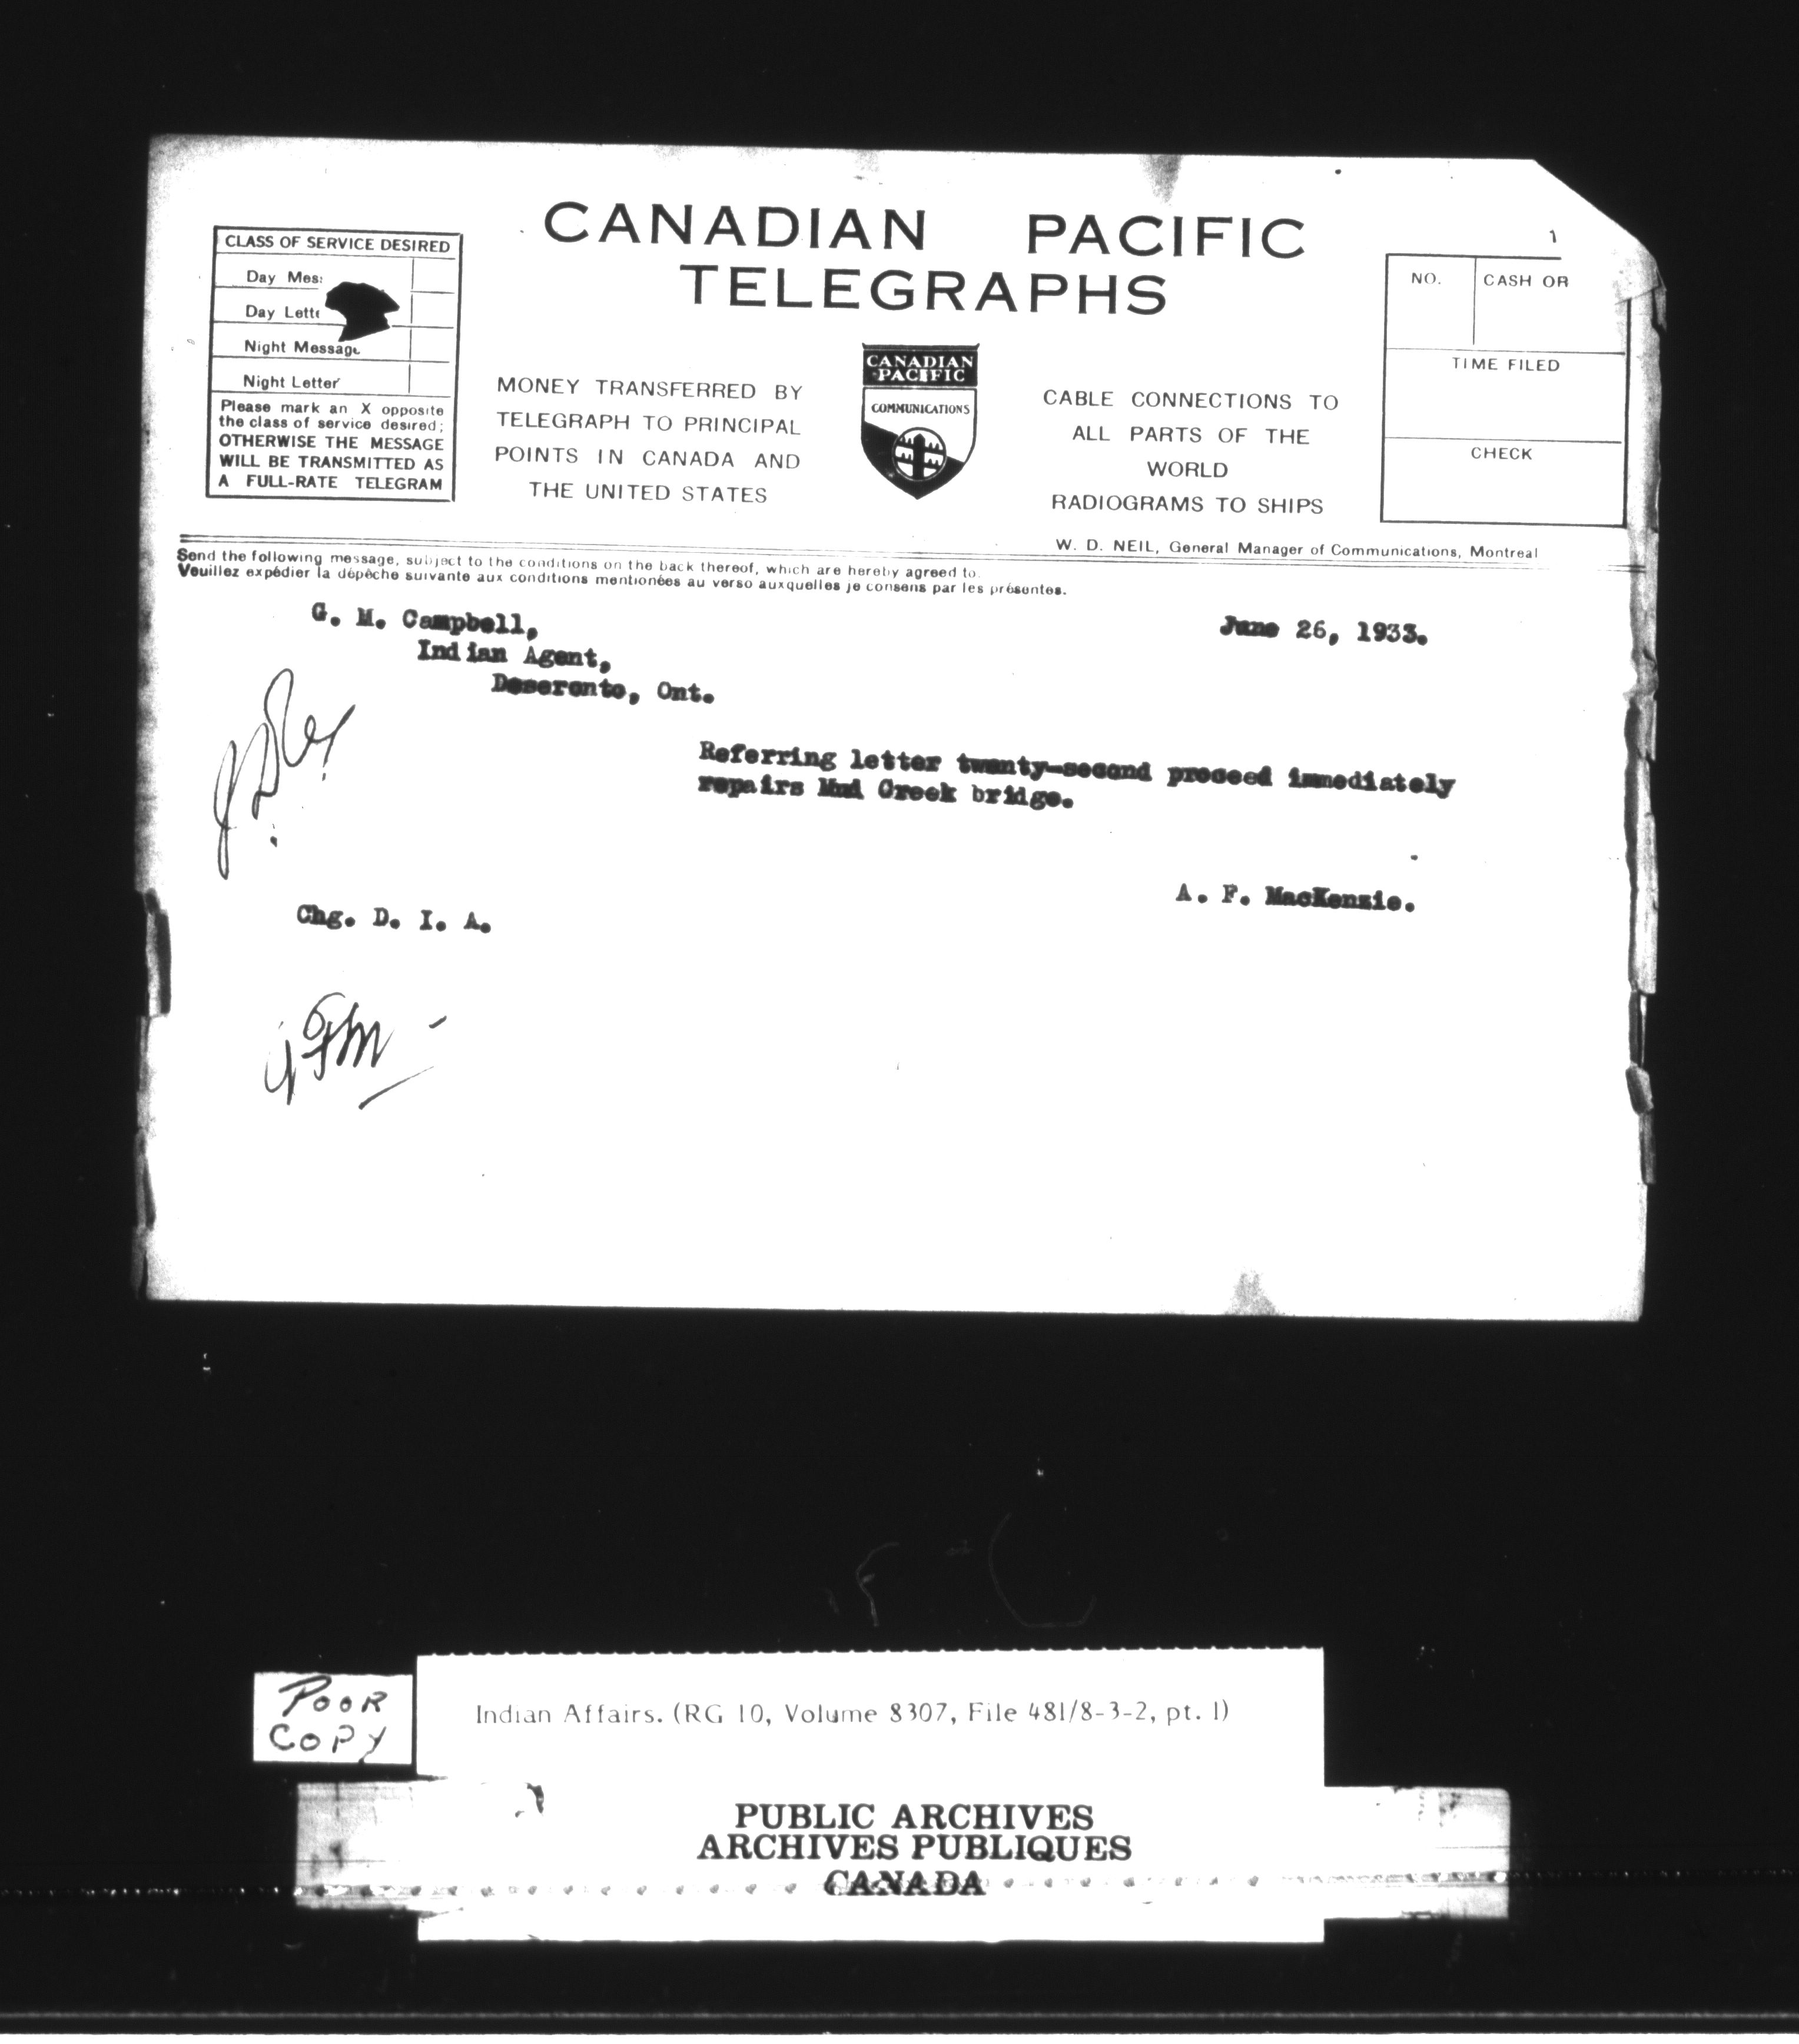 CANADIAN PACIFIC
TELEGRAPHS
CLASS OF SERVICE DESIRED
Day Mes
Day Lett
Night Message
Night Letter
Please mark an X opposite
the class of service desired;
OTHERWISE THE MESSAGE
WILL BE TRANSMITTED AS
A FULL-RATE TELEGRAM
MONEY TRANSFERRED BY
TELEGRAPH TO PRINCIPAL
POINTS IN CANADA AND
THE UNITED STATES
CANADIAN
PACIFIC
COMMUNICATIONS
CABLE CONNECTIONS TO
ALL PARTS OF THE
WORLD
RADIOGRAMS TO SHIPS
1
NO. CASH OR
TIME FILED
CHECK
W. D. NEIL, General Manager of Communications, Montreal
Send the following message, subject to the conditions on the back thereof, which are hereby agreed to.
Veuillez expédier la dépêche suivante aux conditions mentionées au verso auxquelles je consens par les présentes.
G. M. Campbell,
Indian Agent,
Deseronto, Ont.
June 26, 1933.
Referring letter twenty-second proceed immediately
repairs Mud Creek bridge.
A. F. MacKenzie.
Chg. D. I. A.
POOR
COPY
Indian Affairs. (RG 10, Volume 8307, File 481/8-3-2, pt. 1)
PUBLIC ARCHIVES
ARCHIVES PUBLIQUES
CANADA